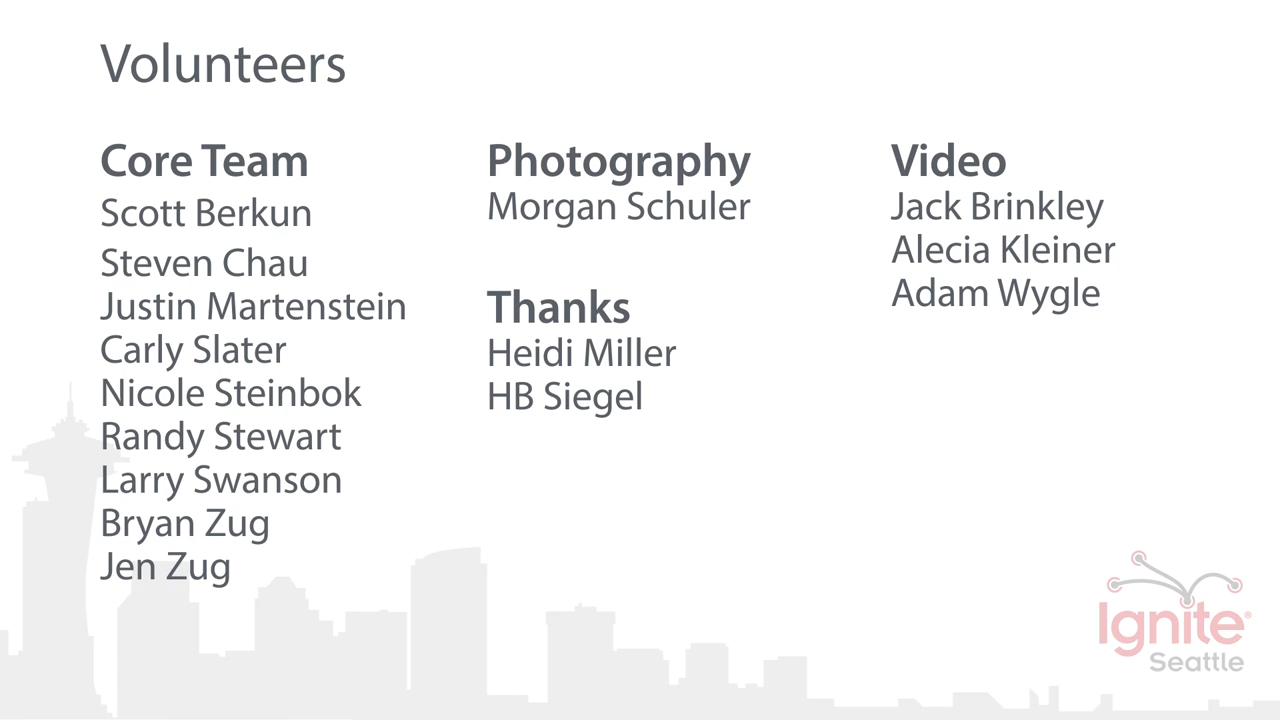 Volunteers
Core Team
Scott Berkun
Steven Chau
Justin Martenstein
Carly Slater
Nicole Steinbok
Randy Stewart
Larry Swanson
Bryan Zug
Jen Zug
Photography
Morgan Schuler
Thanks
Heidi Miller
HB Siegel
Video
Jack Brinkley
Alecia Kleiner
Adam Wygle
Ignite®
Seattle